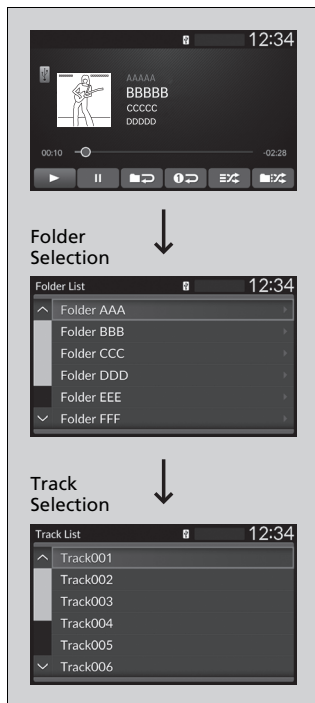 12:34
AAAAA
BBBBB
CCCCC
DDDDD
00:10
-02:28
Folder
Selection
Folder List 12:34
Folder AAA
Folder BBB
Folder CCC
Folder DDD
Folder EEE
Folder FFF
Track
Selection
Track List 12:34
Track001
Track002
Track003
Track004
Track005
Track006